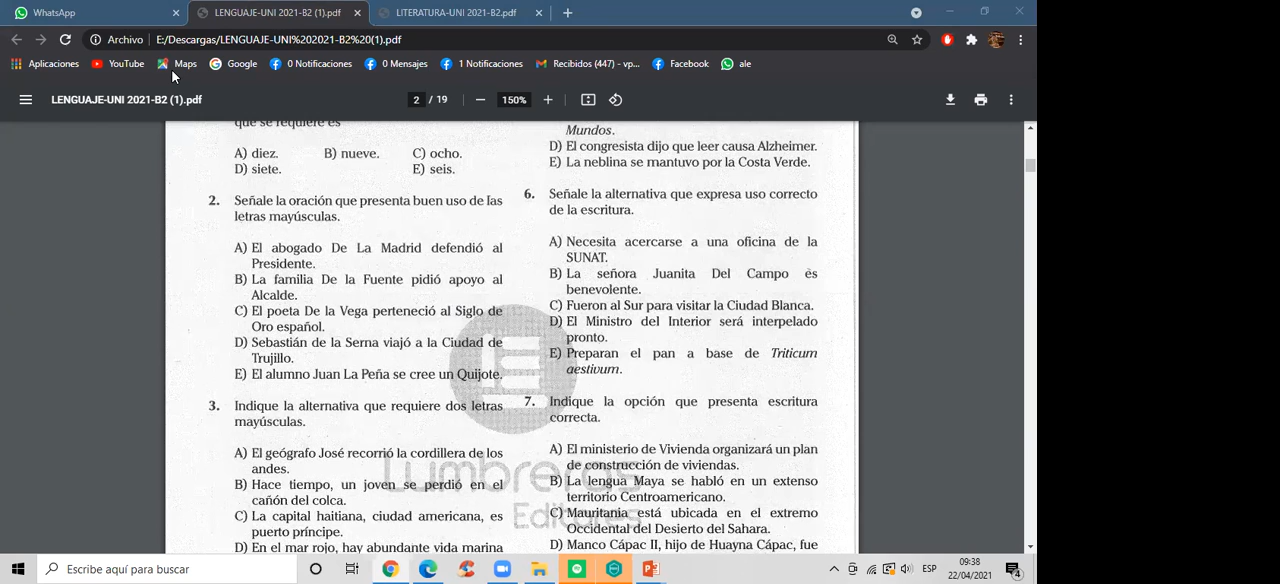 WhatsApp
LENGUAJE-UNI 2021-B2 (1).pdf
LITERATURA-UNI 2021-B2.pdf
Archivo
E:/Descargas/LENGUAJE-UNI%202021-B2%20(1).pdf
Aplicaciones
YouTube
Maps
Google
0 Notificaciones
0 Mensajes
1 Notificaciones
Recibidos (447) - vp...
Facebook
ale
LENGUAJE-UNI 2021-B2 (1).pdf
2 / 19
150%
que se requiere es
A) diez. B) nueve. C) ocho.
D) siete. E) seis.
2. Señale la oración que presenta buen uso de las
letras mayúsculas.
A) El abogado De La Madrid defendió al
Presidente.
B) La familia De la Fuente pidió apoyo al
Alcalde.
C) El poeta De la Vega perteneció al Siglo de
Oro español.
D) Sebastián de la Serna viajó a la Ciudad de
Trujillo.
E) El alumno Juan La Peña se cree un Quijote.
3. Indique la alternativa que requiere dos letras
mayúsculas.
A) El geógrafo José recorrió la cordillera de los
andes.
B) Hace tiempo, un joven se perdió en el
cañón del colca.
C) La capital haitiana, ciudad americana, es
puerto príncipe.
D) En el mar rojo, hay abundante vida marina
Mundos.
D) El congresista dijo que leer causa Alzheimer.
E) La neblina se mantuvo por la Costa Verde.
6. Señale la alternativa que expresa uso correcto
de la escritura.
A) Necesita acercarse a una oficina de la
SUNAT.
B) La señora Juanita Del Campo es
benevolente.
C) Fueron al Sur para visitar la Ciudad Blanca.
D) El Ministro del Interior será interpelado
pronto.
E) Preparan el pan a base de Triticum
aestivum.
7. Indique la opción que presenta escritura
correcta.
A) El ministerio de Vivienda organizará un plan
de construcción de viviendas.
B) La lengua Maya se habló en un extenso
territorio Centroamericano.
C) Mauritania está ubicada en el extremo
Occidental del Desierto del Sahara.
D) Manco Cápac II, hijo de Huayna Cápac, fue
Lumbreras
Editores
Escribe aquí para buscar
ESP
09:38
22/04/2021
4